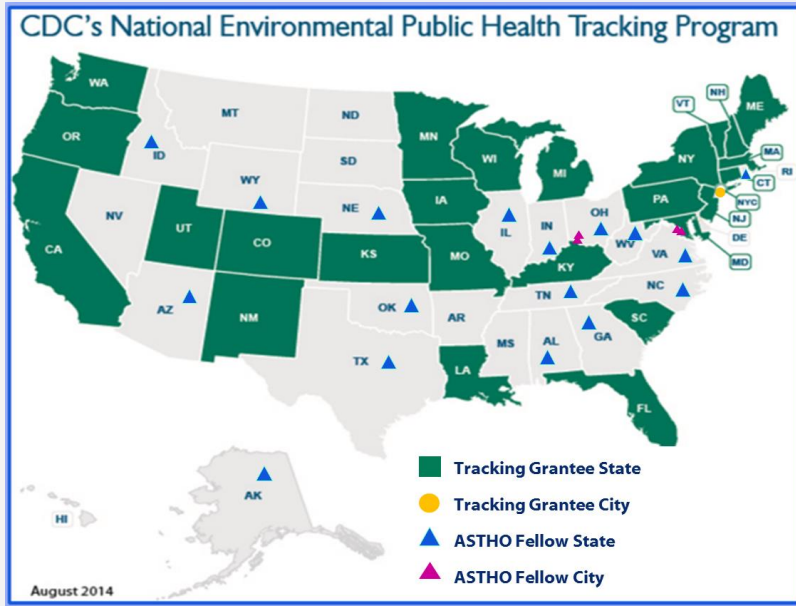 CDC's National Environmental Public Health Tracking Program
WA
MT
ND
MN
VT
NH
ME
OR
ID
SD
WI
MI
NY
MA
RI
WY
NE
IA
PA
CT
NYC
NV
UT
CO
KS
MO
IL
IN
OH
WV
VA
NJ
DE
MD
CA
KY
AZ
NM
OK
AR
TN
NC
SC
TX
LA
MS
AL
GA
FL
AK
HI
Tracking Grantee State
Tracking Grantee City
ASTHO Fellow State
ASTHO Fellow City
August 2014